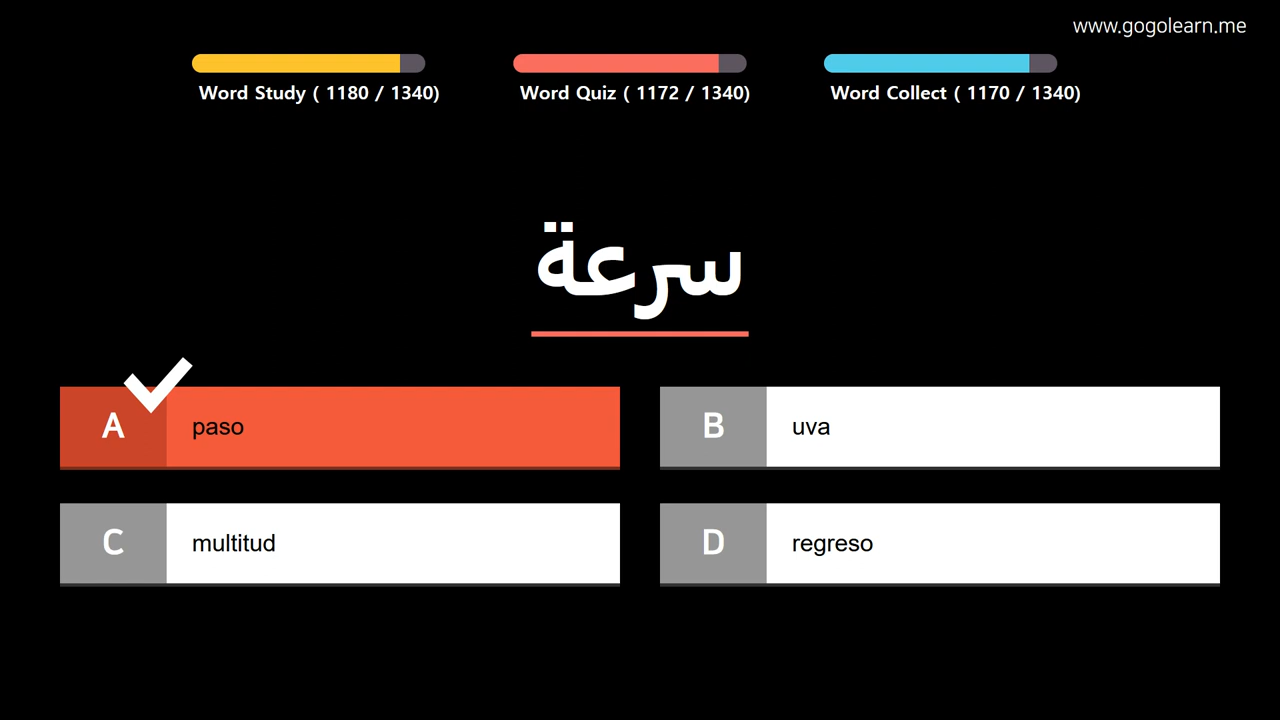 www.gogolearn.me
Word Study ( 1180 / 1340)
Word Quiz ( 1172 / 1340)
Word Collect ( 1170 / 1340)
سرعة
A paso
B uva
C multitud
D regreso